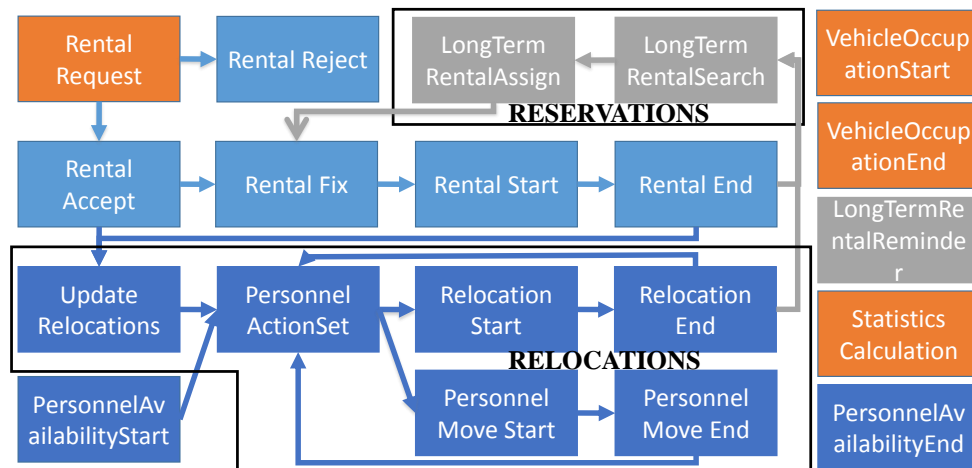 Rental
Request
Rental Reject
LongTerm
RentalAssign
LongTerm
RentalSearch
RESERVATIONS
VehicleOccup
ationStart
Rental
Accept
Rental Fix
Rental Start
Rental End
VehicleOccup
ationEnd
LongTermRe
ntalReminde
r
Update
Relocations
Personnel
ActionSet
Relocation
Start
Relocation
End
Statistics
Calculation
RELOCATIONS
PersonnelAv
ailabilityStart
Personnel
Move Start
Personnel
Move End
PersonnelAv
ailabilityEnd